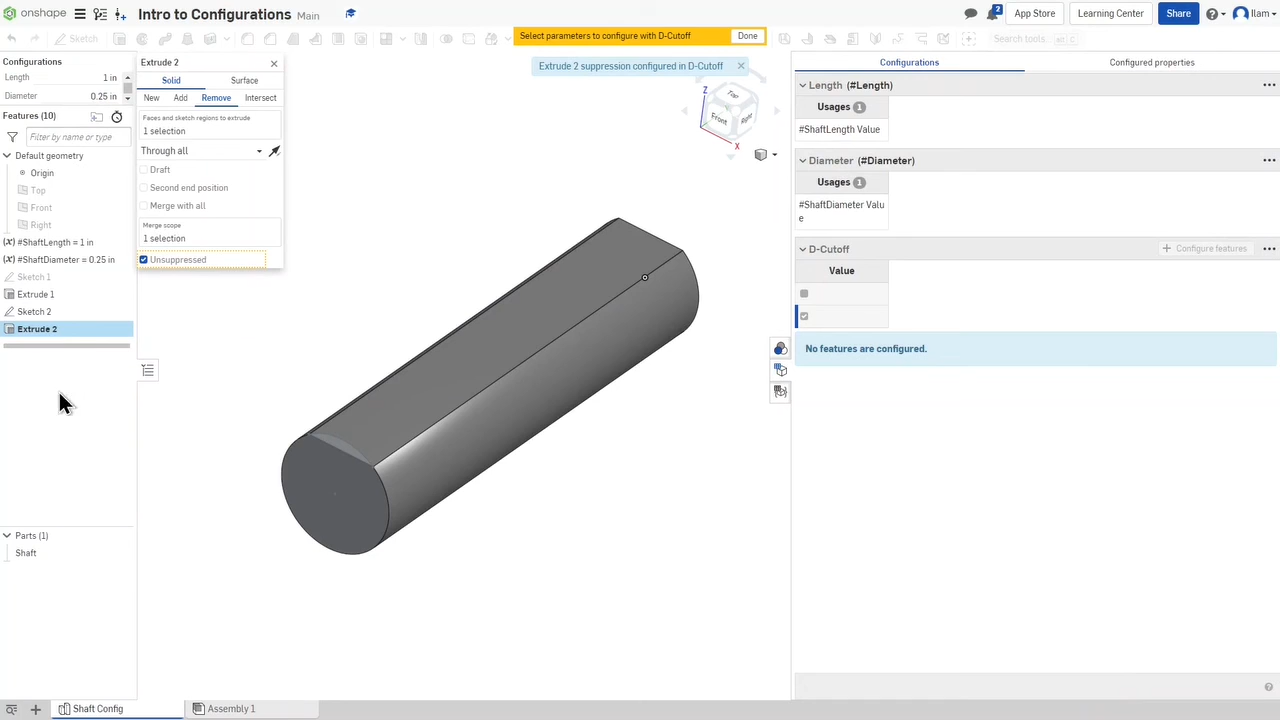 onshape Intro to Configurations Main 2 App Store Learning Center Share llam
Sketch Select parameters to configure with D-Cutoff Done Search tools... alt C
Configurations
Length 1 in
Diameter 0.25 in
Features (10)
Filter by name or type
Default geometry
Origin
Top
Front
Right
(x) #ShaftLength = 1 in
(x) #ShaftDiameter = 0.25 in
Sketch 1
Extrude 1
Sketch 2
Extrude 2
Parts (1)
Shaft
Extrude 2
Solid Surface
New Add Remove Intersect
Faces and sketch regions to extrude
1 selection
Through all
Draft
Second end position
Merge with all
Merge scope
1 selection
Unsuppressed
Extrude 2 suppression configured in D-Cutoff
Z
Top
Front Right
X
Configurations Configured properties
Length (#Length)
Usages 1
#ShaftLength Value
Diameter (#Diameter)
Usages 1
#ShaftDiameter Valu
e
D-Cutoff + Configure features
Value
No features are configured.
Shaft Config Assembly 1